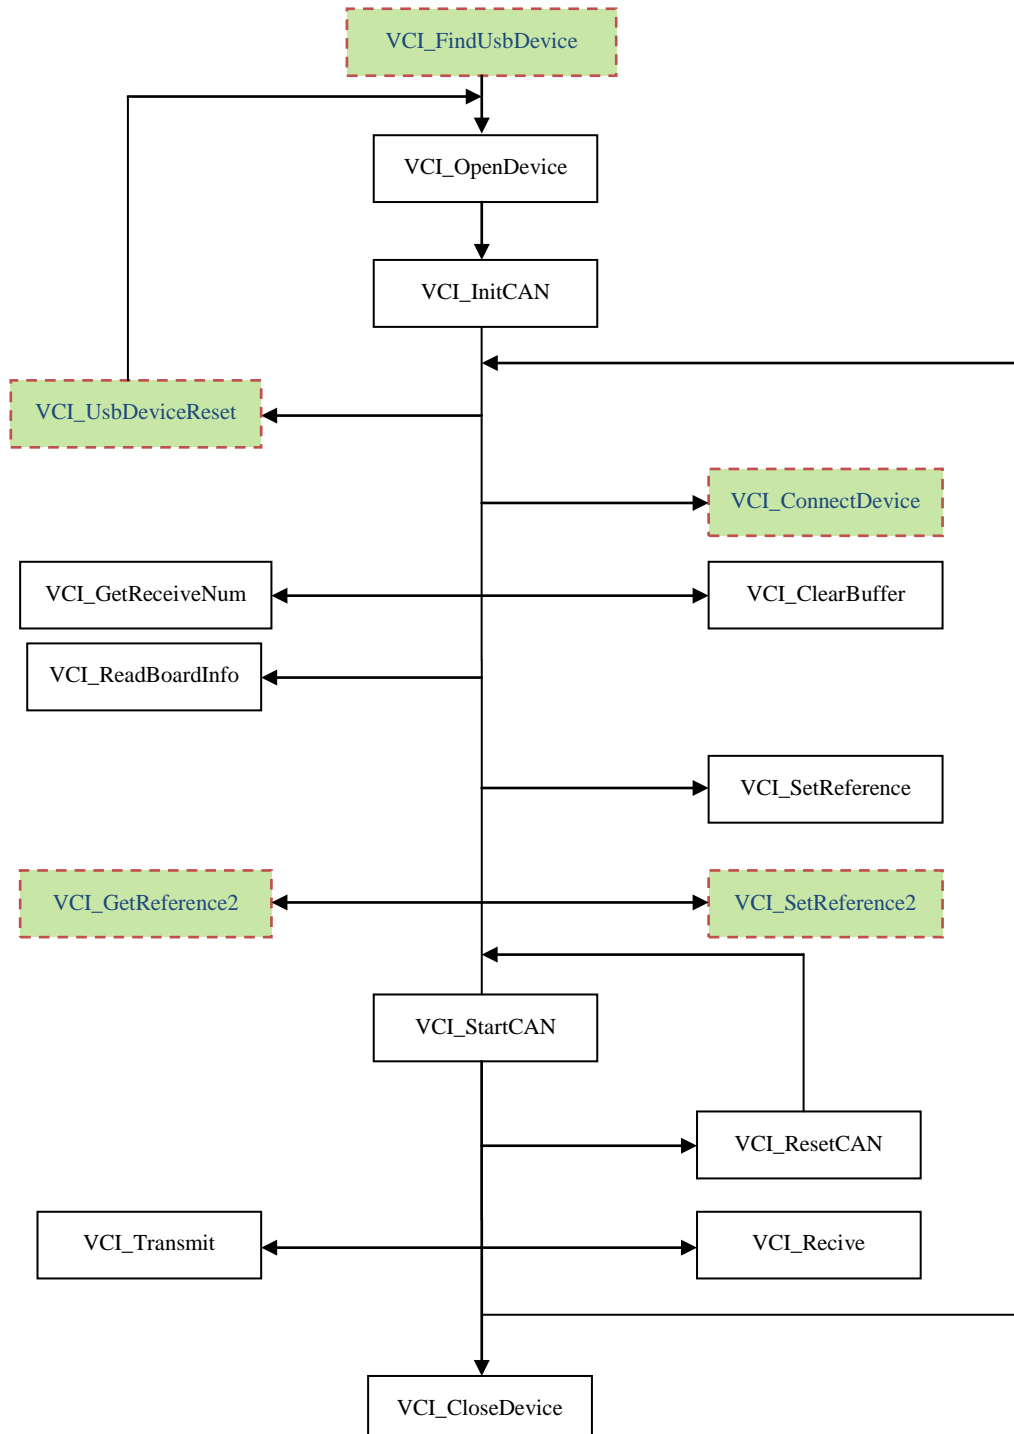 VCI_FindUsbDevice
VCI_OpenDevice
VCI_InitCAN
VCI_UsbDeviceReset
VCI_ConnectDevice
VCI_GetReceiveNum
VCI_ClearBuffer
VCI_ReadBoardInfo
VCI_SetReference
VCI_GetReference2
VCI_SetReference2
VCI_StartCAN
VCI_ResetCAN
VCI_Transmit
VCI_Recive
VCI_CloseDevice